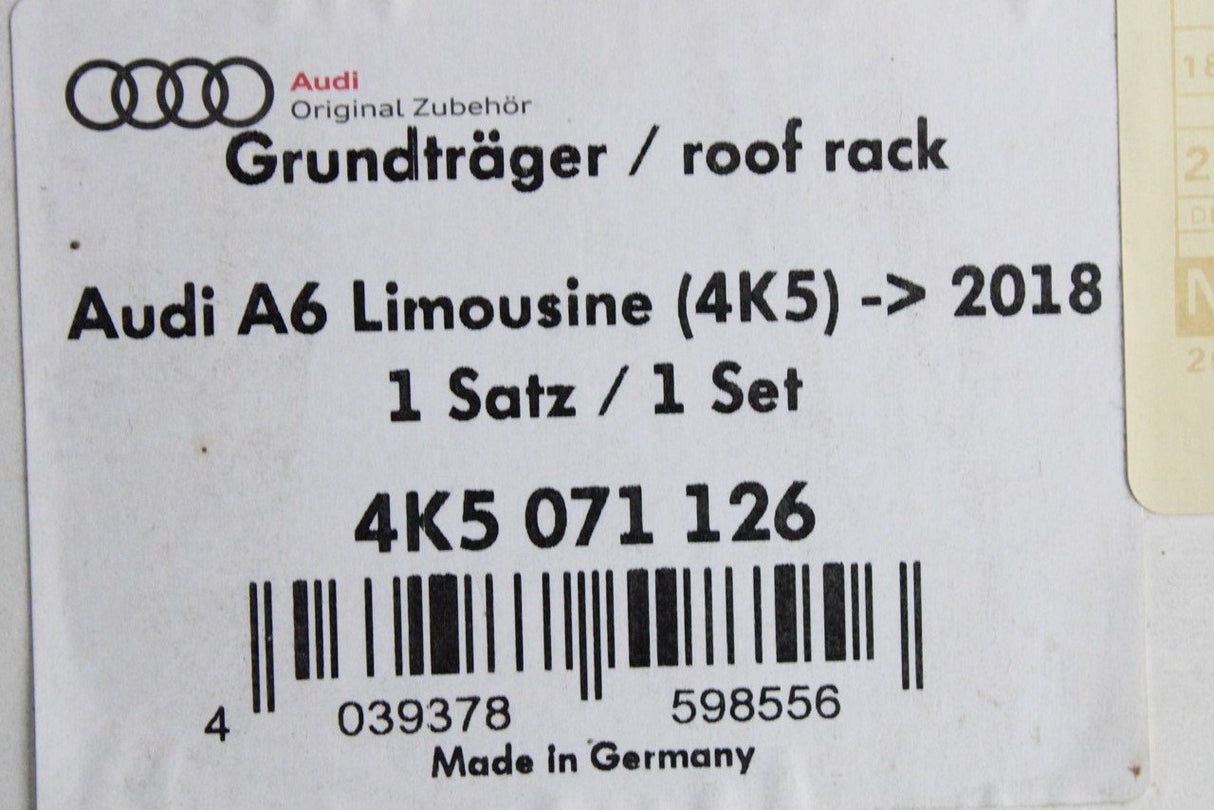 Audi
Original Zubehör
Grundträger / roof rack
Audi A6 Limousine (4K5) -> 2018
1 Satz / 1 Set
4K5 071 126
4 039378 598556
Made in Germany